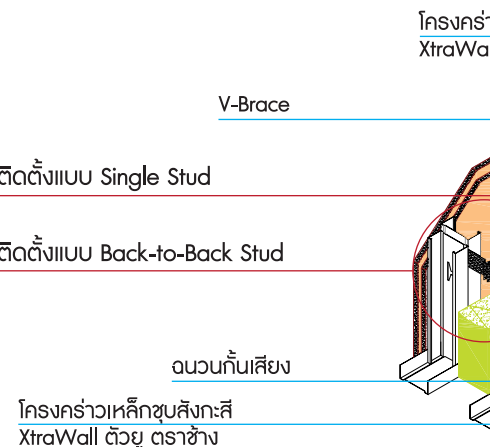 โครงคร่
XtraWa
V-Brace
ติดตั้งแบบ Single Stud
ติดตั้งแบบ Back-to-Back Stud
ฉนวนกั้นเสียง
โครงคร่าวเหล็กชุบสังกะสี
XtraWall ตัวยู ตราช้าง